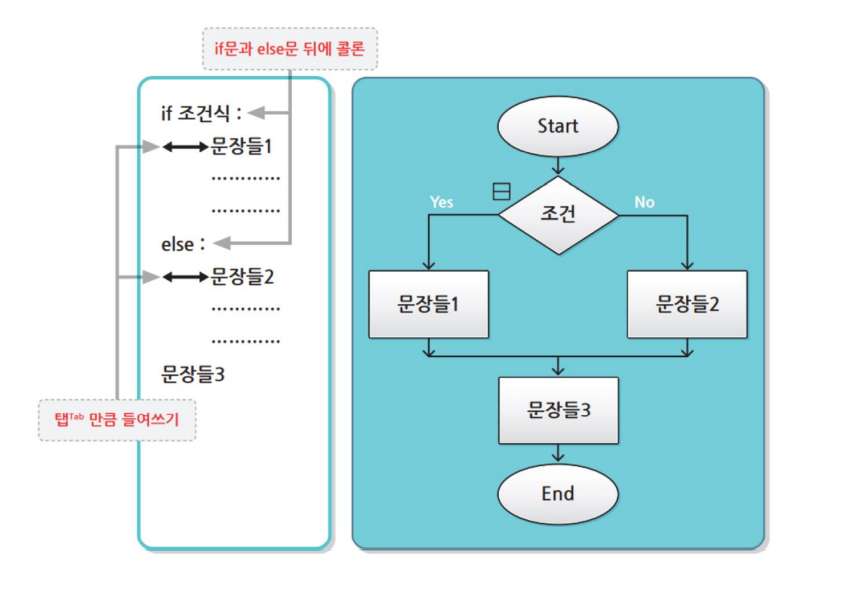 if문과 else문 뒤에 콜론
if 조건식 :
문장들1
…………
…………
else :
문장들2
…………
…………
문장들3
탭Tab 만큼 들여쓰기
Start
조건
Yes
No
문장들1
문장들2
문장들3
End